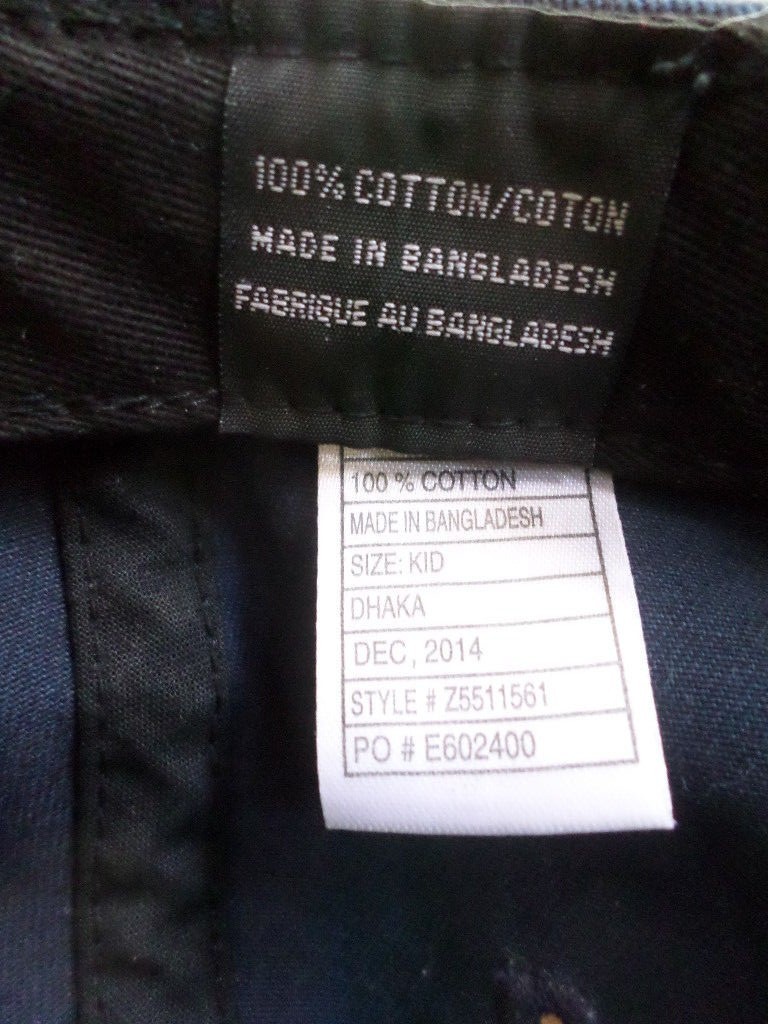 100% COTTON/COTON
MADE IN BANGLADESH
FABRIQUE AU BANGLADESH
100 % COTTON
MADE IN BANGLADESH
SIZE: KID
DHAKA
DEC, 2014
STYLE # Z5511561
PO # E602400